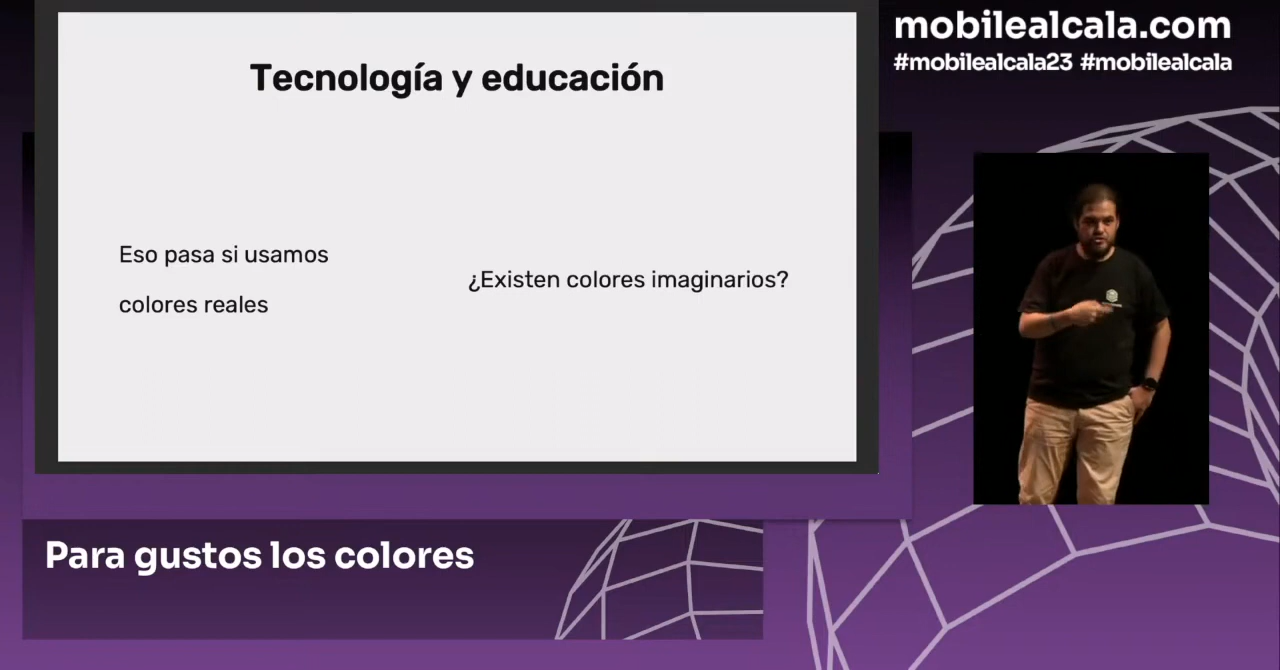 mobilealcala.com
#mobilealcala23 #mobilealcala
Tecnología y educación
Eso pasa si usamos
colores reales
¿Existen colores imaginarios?
Para gustos los colores